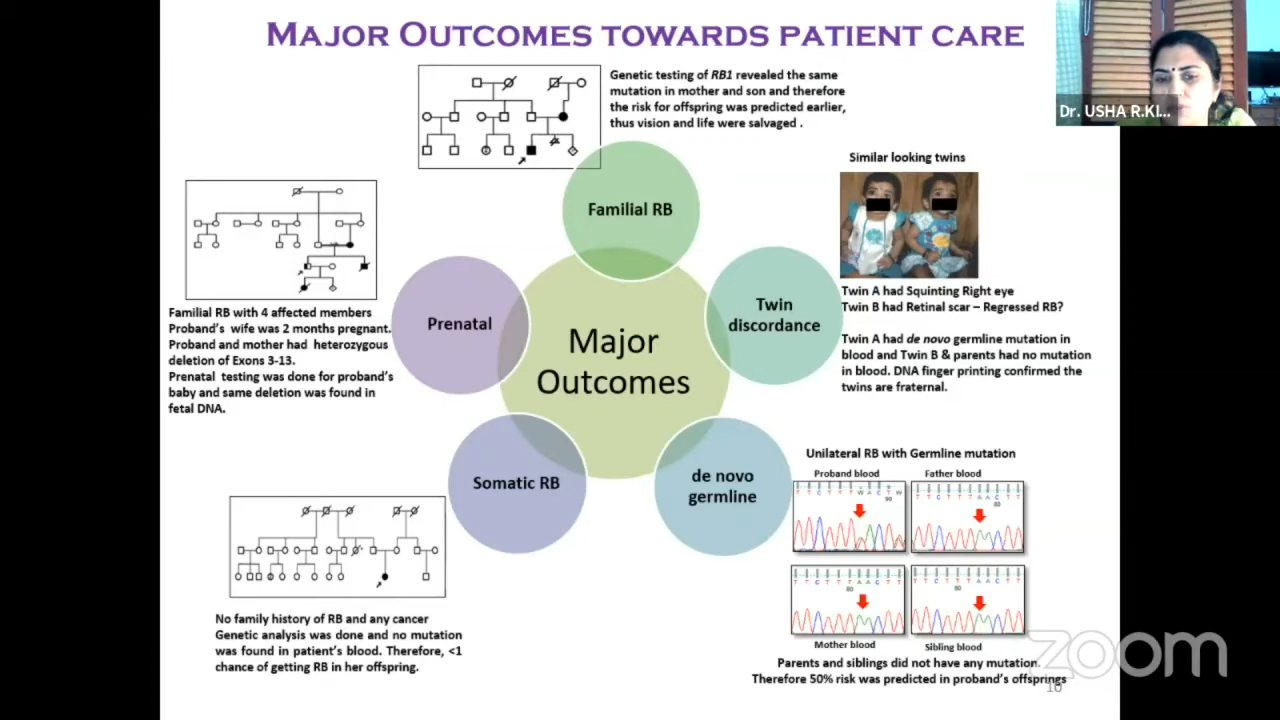 MAJOR OUTCOMES TOWARDS PATIENT CARE
Dr. USHA R.KI...
Genetic testing of RB1 revealed the same
mutation in mother and son and therefore
the risk for offspring was predicted earlier,
thus vision and life were salvaged .
Familial RB
Similar looking twins
Twin
discordance
Twin A had Squinting Right eye
Twin B had Retinal scar – Regressed RB?
Twin A had de novo germline mutation in
blood and Twin B & parents had no mutation
in blood. DNA finger printing confirmed the
twins are fraternal.
Prenatal
Familial RB with 4 affected members
Proband's wife was 2 months pregnant.
Proband and mother had heterozygous
deletion of Exons 3-13.
Prenatal testing was done for proband's
baby and same deletion was found in
fetal DNA.
Major
Outcomes
Somatic RB
No family history of RB and any cancer
Genetic analysis was done and no mutation
was found in patient's blood. Therefore, <1
chance of getting RB in her offspring.
de novo
germline
Unilateral RB with Germline mutation
Proband blood
Father blood
T T C T T T W A C T W
90
T T C T T T A A C T T
80
T T C T T T A A C T T
80
T T C T T T A A C T T
80
Mother blood
Sibling blood
Parents and siblings did not have any mutation.
Therefore 50% risk was predicted in proband's offsprings
10
zoom